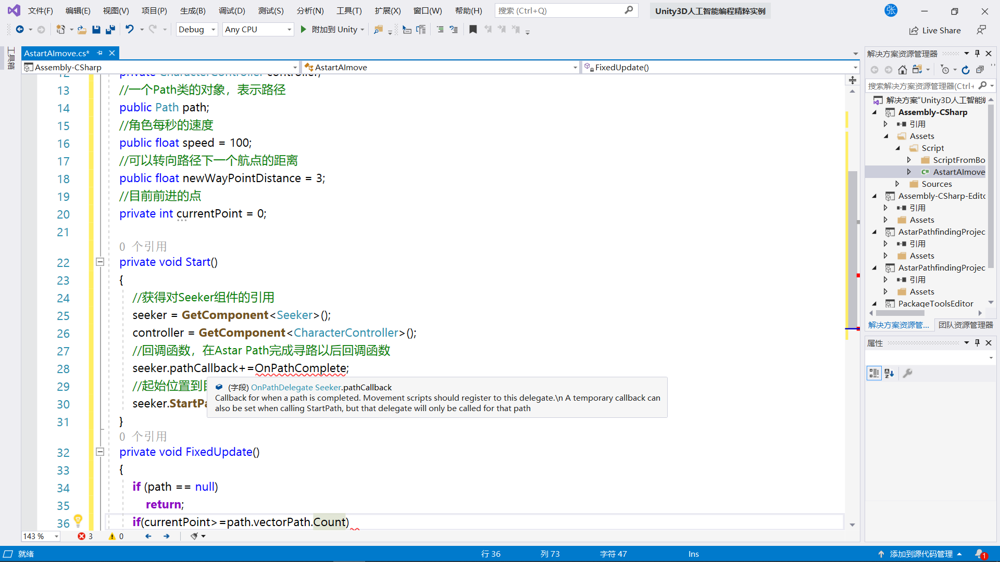 文件(F) 编辑(E) 视图(V) 项目(P) 生成(B) 调试(D) 测试(S) 分析(N) 工具(T) 扩展(X) 窗口(W) 帮助(H) 搜索 (Ctrl+Q) Unity3D人工智能编程精粹实例 张
Debug Any CPU 附加到 Unity Live Share
工具箱
AstartAImove.cs*
Assembly-CSharp AstartAImove FixedUpdate()
12 private CharacterController controller;
13 //一个Path类的对象，表示路径
14 public Path path;
15 //角色每秒的速度
16 public float speed = 100;
17 //可以转向路径下一个航点的距离
18 public float newWayPointDistance = 3;
19 //目前前进的点
20 private int currentPoint = 0;
21
0 个引用
22 private void Start()
23 {
24 //获得对Seeker组件的引用
25 seeker = GetComponent<Seeker>();
26 controller = GetComponent<CharacterController>();
27 //回调函数，在Astar Path完成寻路以后回调函数
28 seeker.pathCallback+=OnPathComplete;
29 //起始位置到
30 seeker.StartPa
(字段) OnPathDelegate Seeker.pathCallback
Callback for when a path is completed. Movement scripts should register to this delegate.\n A temporary callback can
also be set when calling StartPath, but that delegate will only be called for that path
31 }
0 个引用
32 private void FixedUpdate()
33 {
34 if (path == null)
35 return;
36 if(currentPoint>=path.vectorPath.Count)
143 % 3 0
解决方案资源管理器
搜索解决方案资源管理器(Ctrl+
解决方案"Unity3D人工智能编
Assembly-CSharp
引用
Assets
Script
ScriptFromBo
C# AstartAImove
Sources
Assembly-CSharp-Edito
引用
Assets
AstarPathfindingProjec
引用
Assets
AstarPathfindingProjec
引用
Assets
PackageToolsEditor
解决方案资源管... 团队资源管理器
属性
就绪 行 36 列 73 字符 47 Ins 添加到源代码管理 1